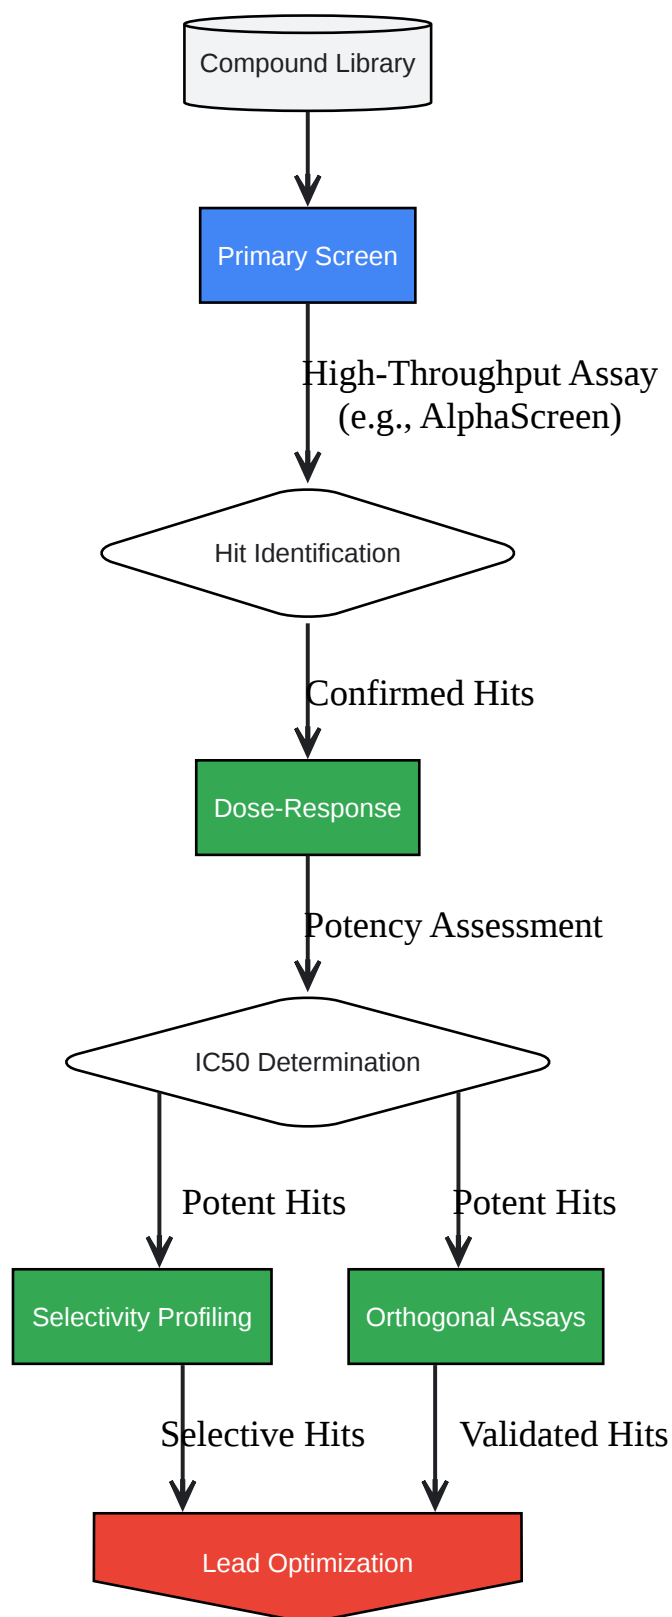 Compound Library
Primary Screen
High-Throughput Assay
(e.g., AlphaScreen)
Hit Identification
Confirmed Hits
Dose-Response
Potency Assessment
IC50 Determination
Potent Hits
Potent Hits
Selectivity Profiling
Orthogonal Assays
Selective Hits
Validated Hits
Lead Optimization